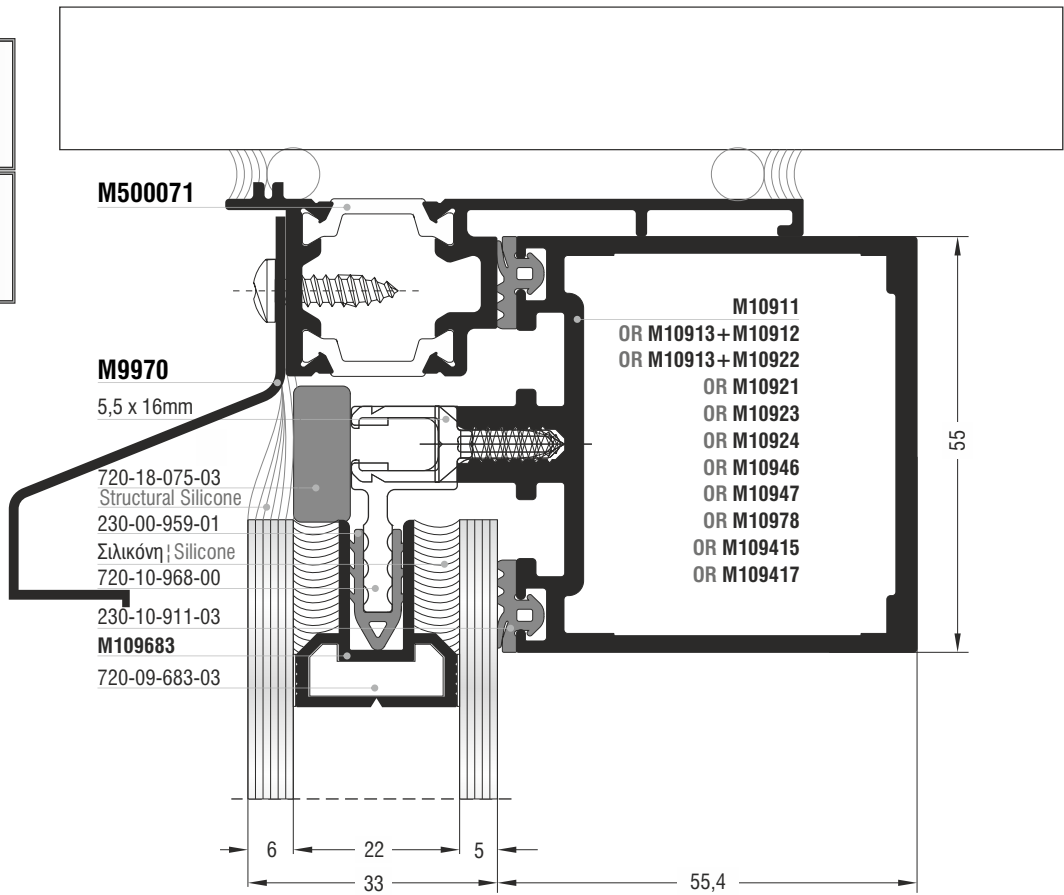 M500071
M9970
5,5 x 16mm
720-18-075-03
Structural Silicone
230-00-959-01
Σιλικόνη ¦ Silicone
720-10-968-00
230-10-911-03
M109683
720-09-683-03
M10911
OR M10913+M10912
OR M10913+M10922
OR M10921
OR M10923
OR M10924
OR M10946
OR M10947
OR M10978
OR M109415
OR M109417
55
6
22
5
33
55,4